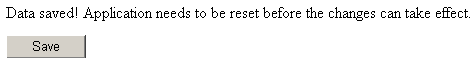 Data saved! Application needs to be reset before the changes can take effect.
Save